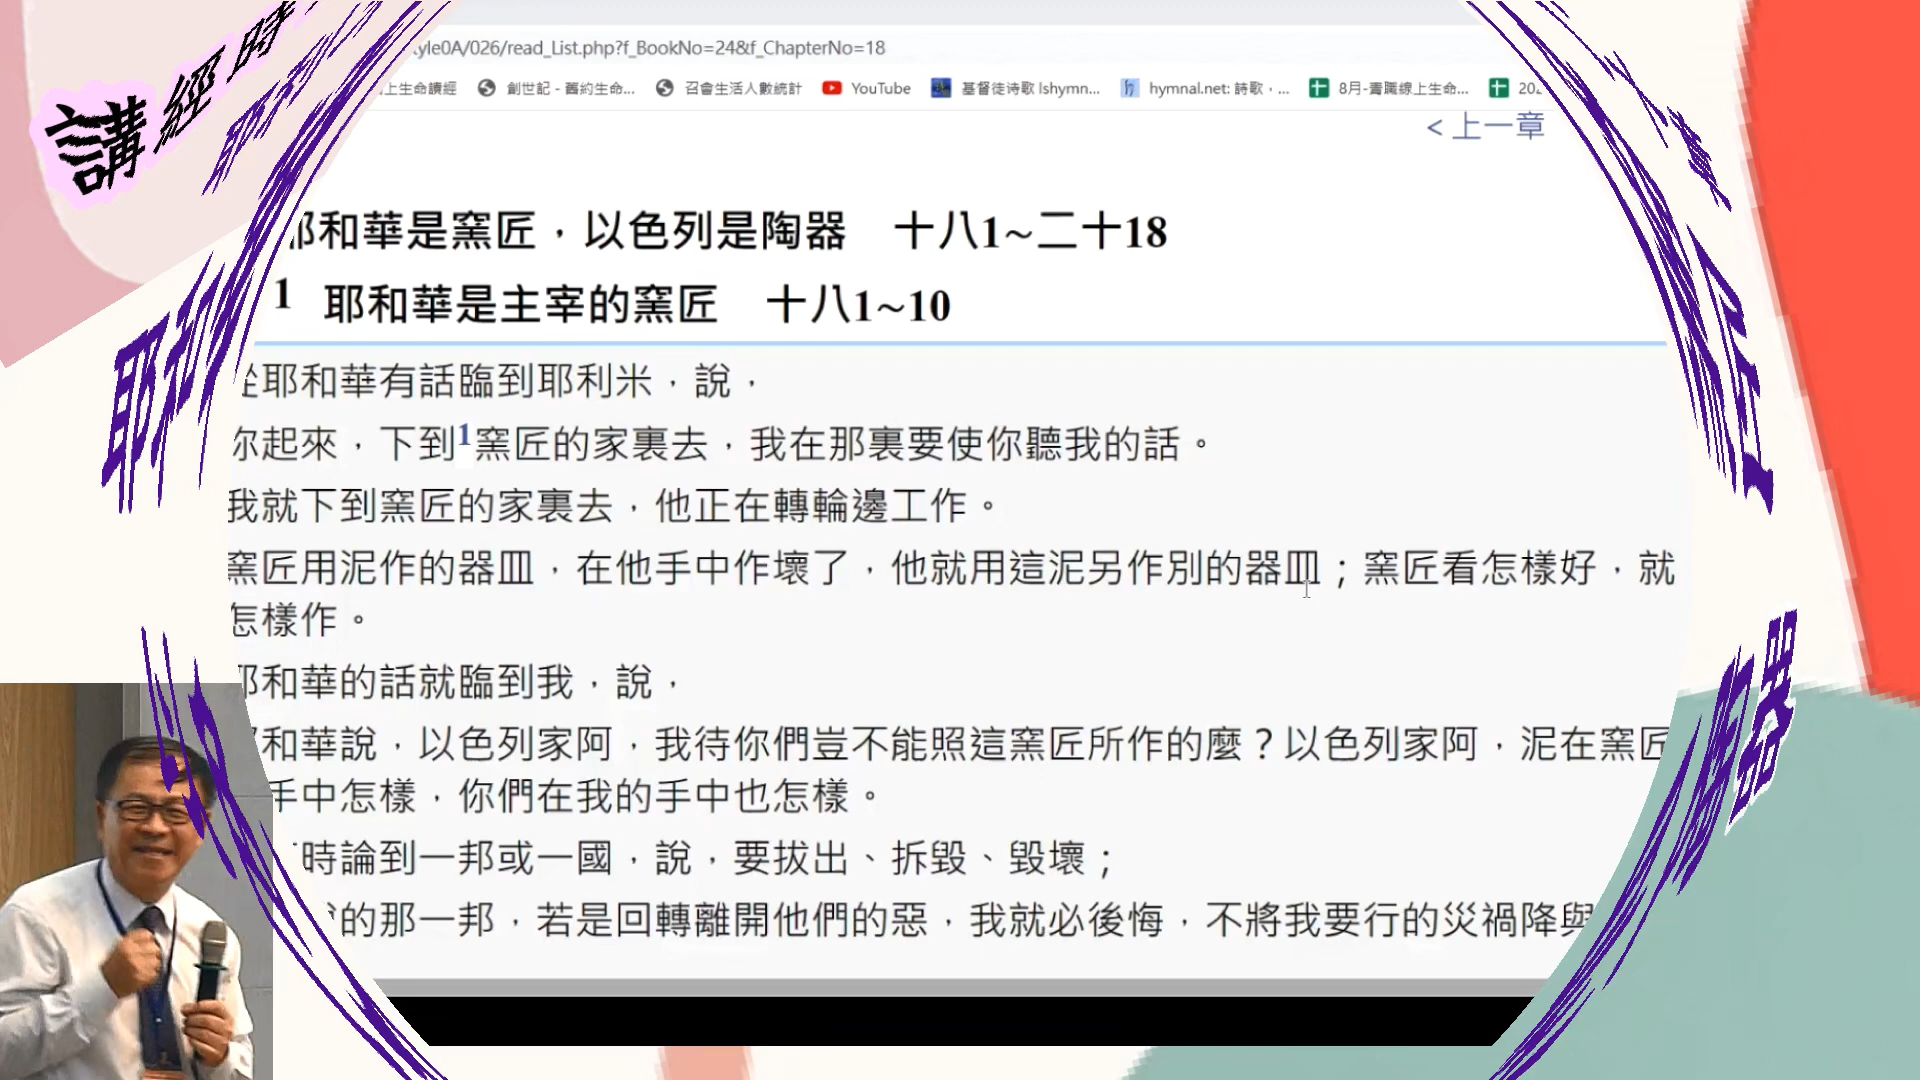 講經時
yle0A/026/read_List.php?f_BookNo=24&f_ChapterNo=18
上生命讀經 創世記 - 舊約生命... 召會生活人數統計 YouTube 基督徒诗歌 lshymn... hymnal.net: 詩歌，... 8月-青職線上生命... 202
< 上一章
耶和華是窯匠，以色列是陶器 十八1~二十18
1 耶和華是主宰的窯匠 十八1~10
從耶和華有話臨到耶利米，說，
你起來，下到1窯匠的家裏去，我在那裏要使你聽我的話。
我就下到窯匠的家裏去，他正在轉輪邊工作。
窯匠用泥作的器皿，在他手中作壞了，他就用這泥另作別的器皿；窯匠看怎樣好，就
怎樣作。
耶和華的話就臨到我，說，
耶和華說，以色列家阿，我待你們豈不能照這窯匠所作的麼？以色列家阿，泥在窯匠
手中怎樣，你們在我的手中也怎樣。
時論到一邦或一國，說，要拔出、拆毀、毀壞；
的那一邦，若是回轉離開他們的惡，我就必後悔，不將我要行的災禍降與